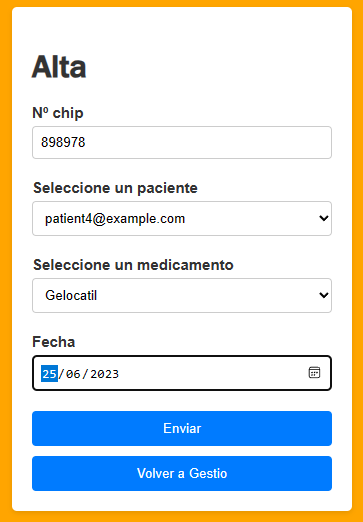 Alta
Nº chip
898978
Seleccione un paciente
patient4@example.com
Seleccione un medicamento
Gelocatil
Fecha
25/06/2023
Enviar
Volver a Gestio